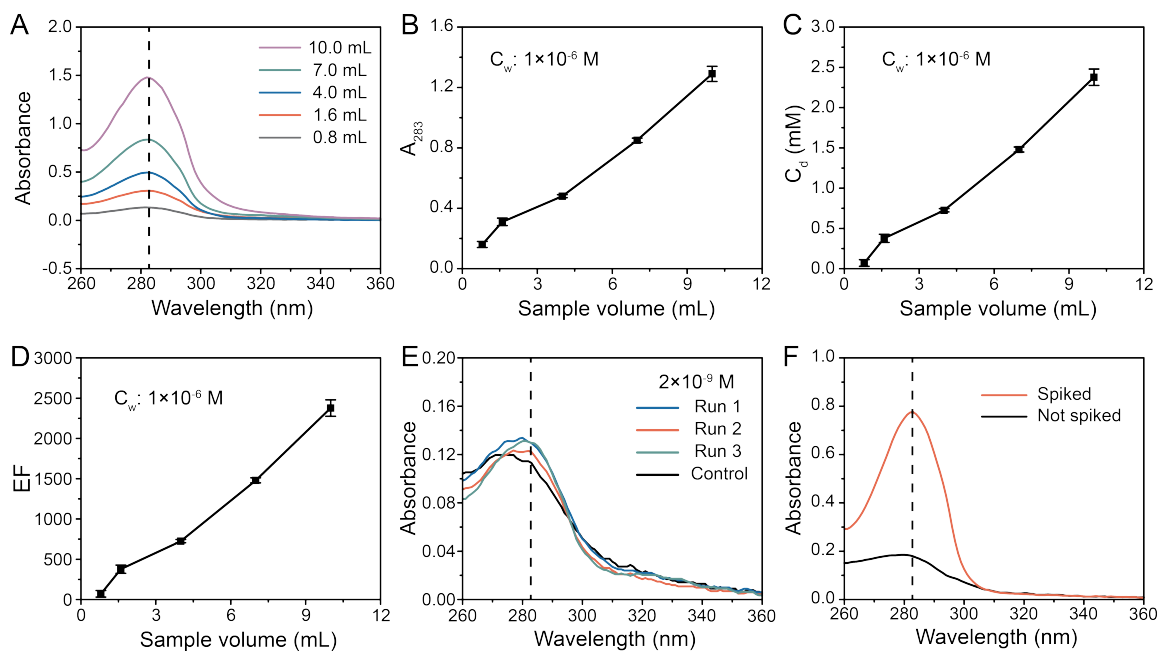 A
2.0
1.5
1.0
0.5
0.0
-0.5
Absorbance
10.0 mL
7.0 mL
4.0 mL
1.6 mL
0.8 mL
260 280 300 320 340 360
Wavelength (nm)
B
1.6
1.2
0.8
0.4
0.0
A283
Cw: 1×10-6 M
0 3 6 9 12
Sample volume (mL)
C
3.0
2.5
2.0
1.5
1.0
0.5
0.0
Cd (mM)
Cw: 1×10-6 M
0 3 6 9 12
Sample volume (mL)
D
3000
2500
2000
1500
1000
500
0
EF
Cw: 1×10-6 M
0 3 6 9 12
Sample volume (mL)
E
0.20
0.16
0.12
0.08
0.04
0.00
Absorbance
2×10-9 M
Run 1
Run 2
Run 3
Control
260 280 300 320 340 360
Wavelength (nm)
F
1.0
0.8
0.6
0.4
0.2
0.0
Absorbance
Spiked
Not spiked
260 280 300 320 340 360
Wavelength (nm)